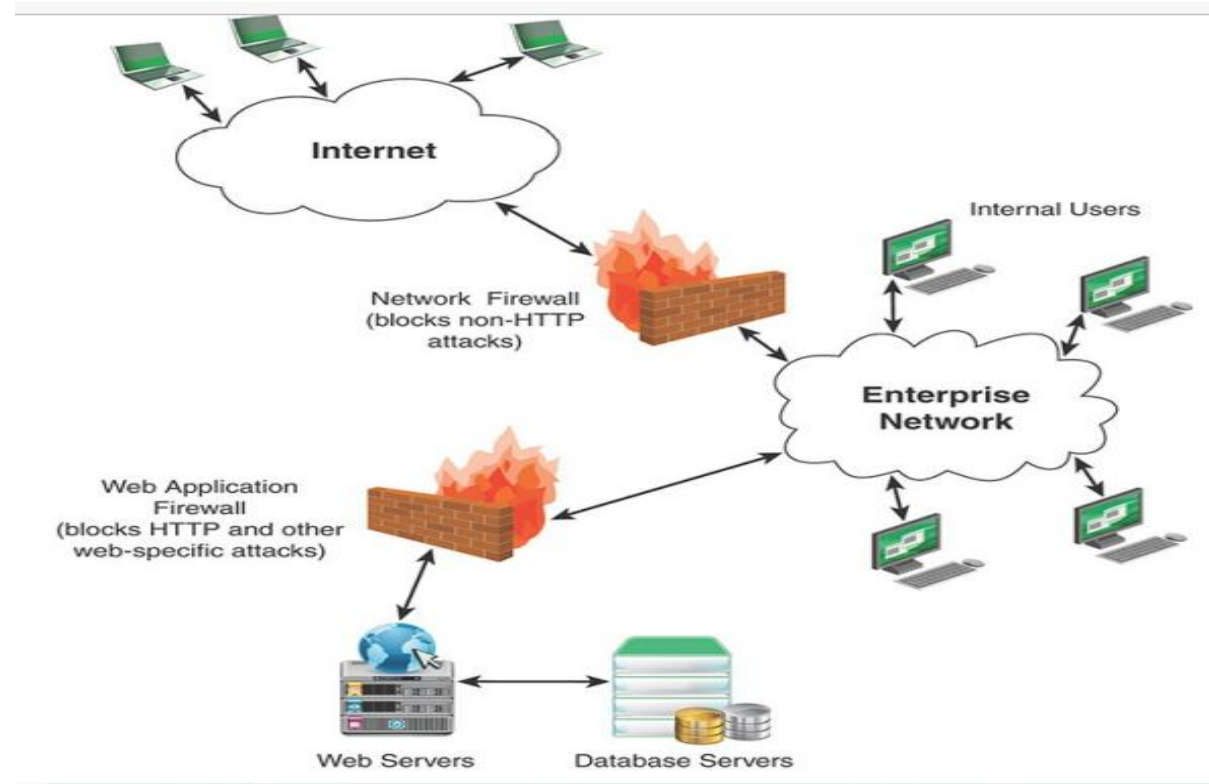 Internet
Internal Users
Network Firewall
(blocks non-HTTP
attacks)
Enterprise
Network
Web Application
Firewall
(blocks HTTP and other
web-specific attacks)
Web Servers
Database Servers